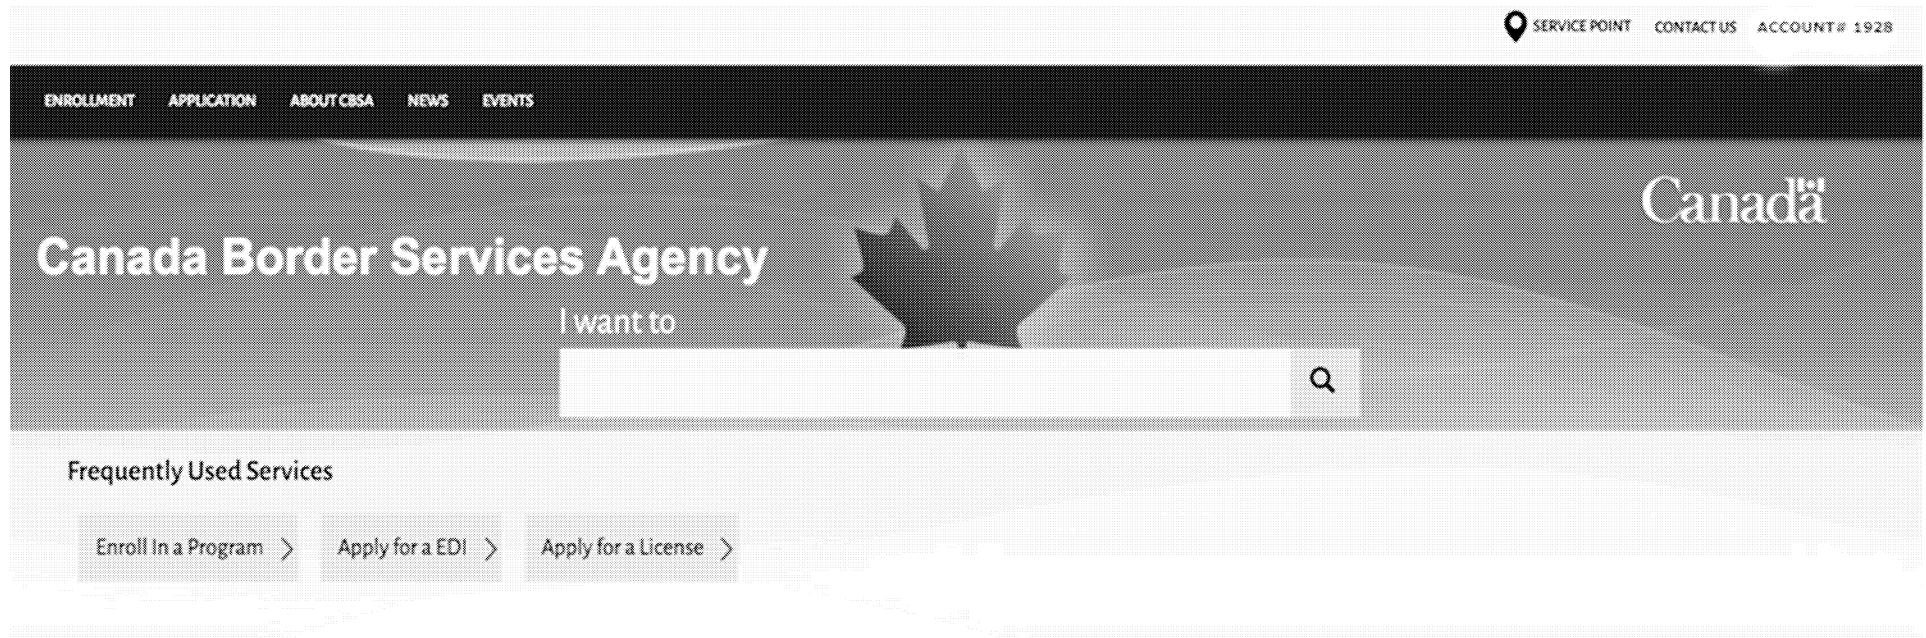 SERVICE POINT CONTACT US ACCOUNT# 1928
ENROLLMENT APPLICATION ABOUT CBSA NEWS EVENTS
Canada
Canada Border Services Agency
I want to
Frequently Used Services
Enroll In a Program Apply for a EDI Apply for a License